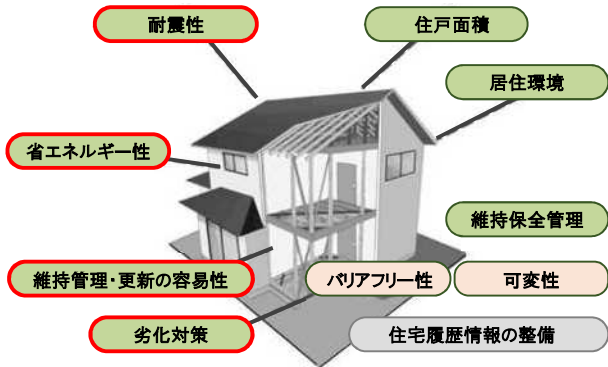 耐震性
住戸面積
居住環境
省エネルギー性
維持保全管理
維持管理・更新の容易性
バリアフリー性
可変性
劣化対策
住宅履歴情報の整備